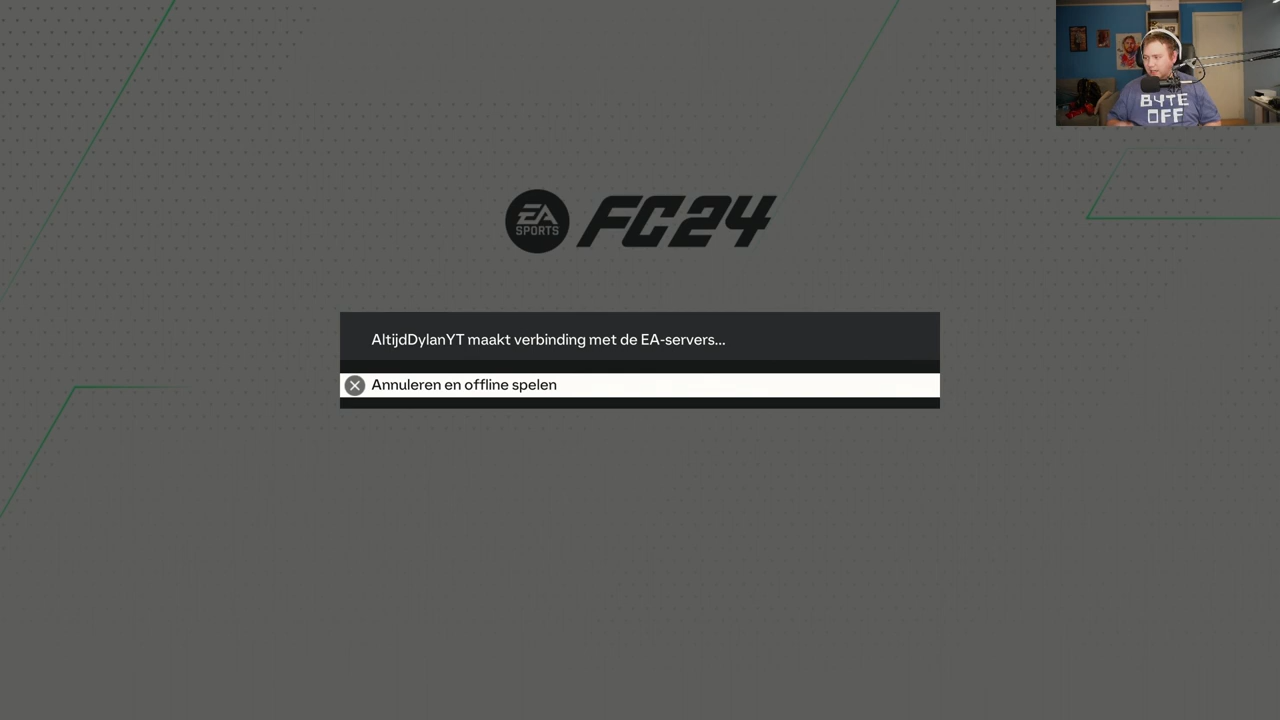 EA
SPORTS
FC24
AltijdDylanYT maakt verbinding met de EA-servers...
Annuleren en offline spelen
BYTE
OFF